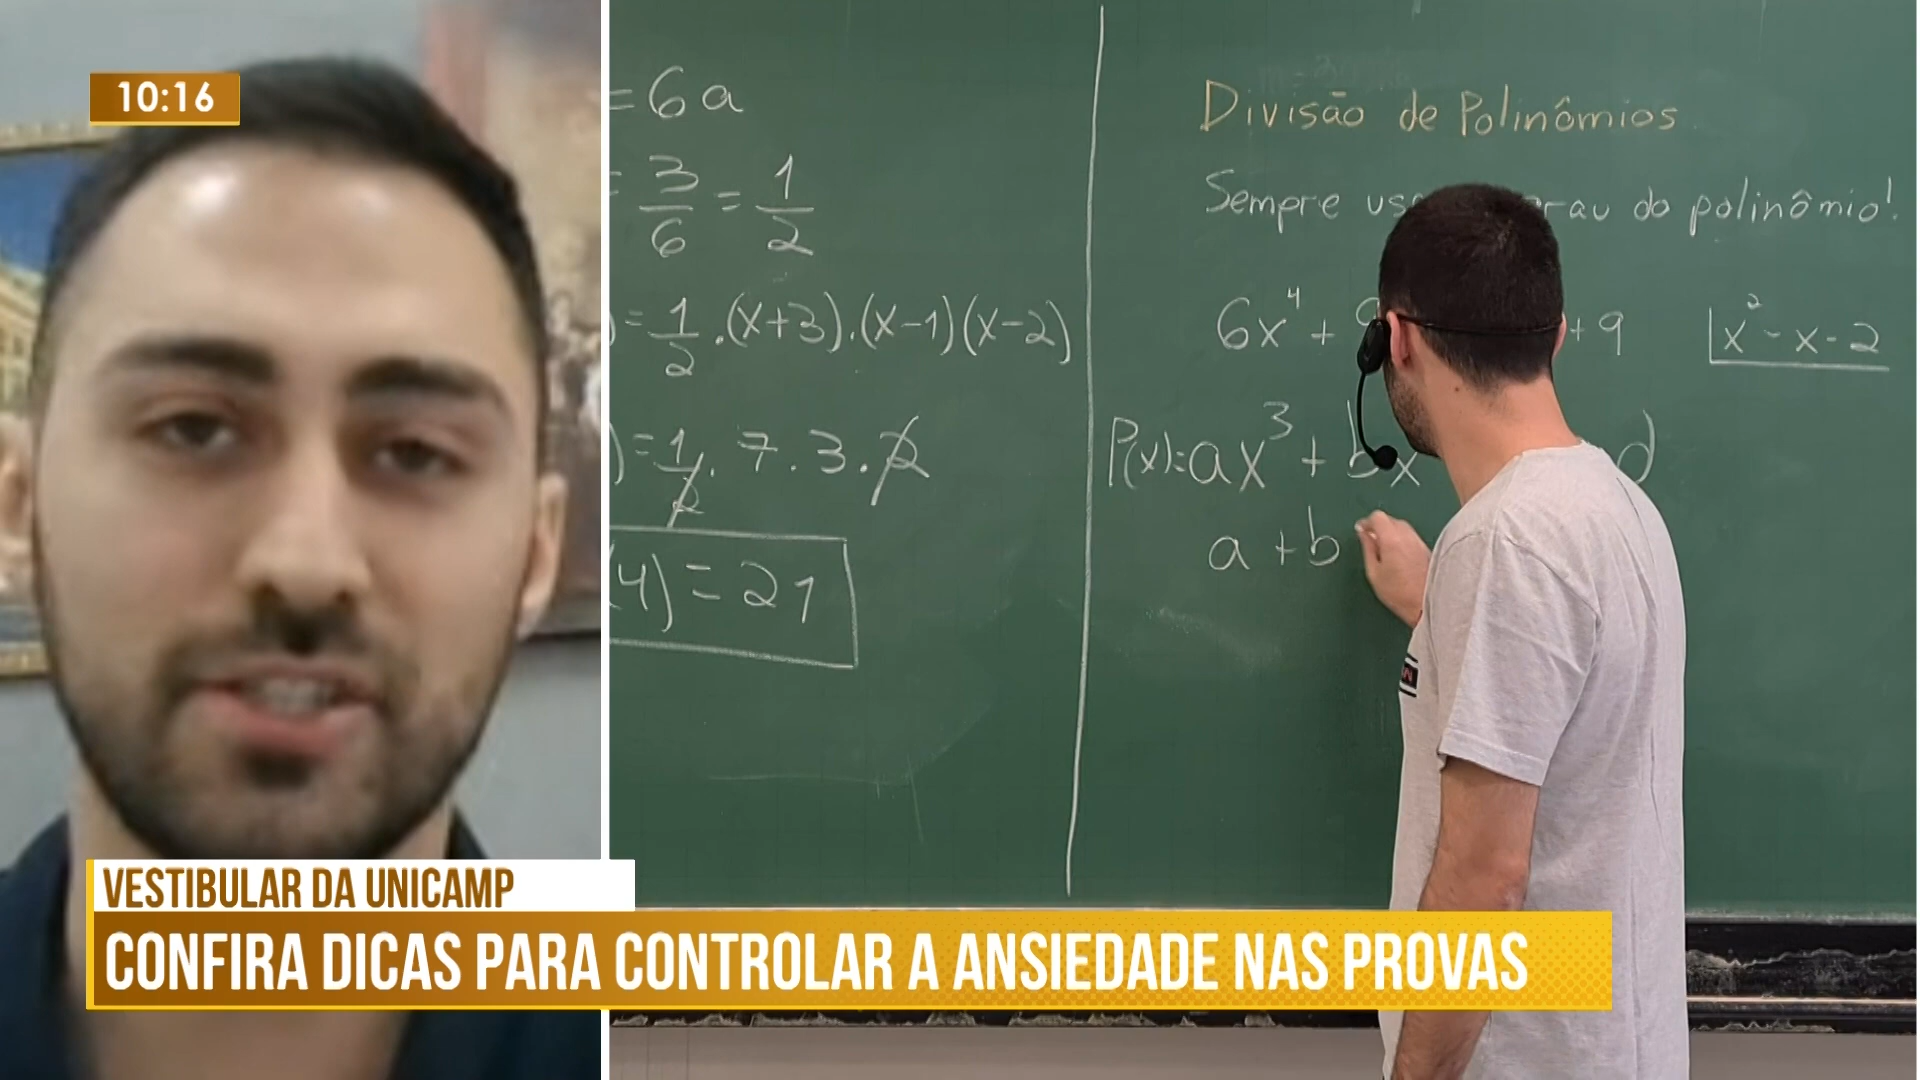 10:16
=6a
= 3/6 = 1/2
)= 1/2 .(x+3).(x-1)(x-2)
)= 1/2 . 7.3.2
(4)=21
Divisão de Polinômios
Sempre do polinômio!
6x⁴ + + 9 x² - x - 2
P(x)=ax³ + bx d
a + b
VESTIBULAR DA UNICAMP
CONFIRA DICAS PARA CONTROLAR A ANSIEDADE NAS PROVAS